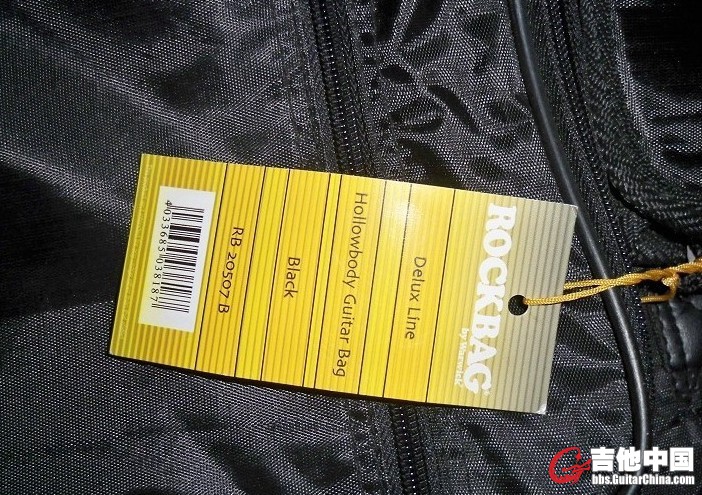 ROCKBAG®
by Warwick
Delux Line
Hollowbody Guitar Bag
Black
RB 20507 B
4033685038187
吉他中国
bbs.GuitarChina.com